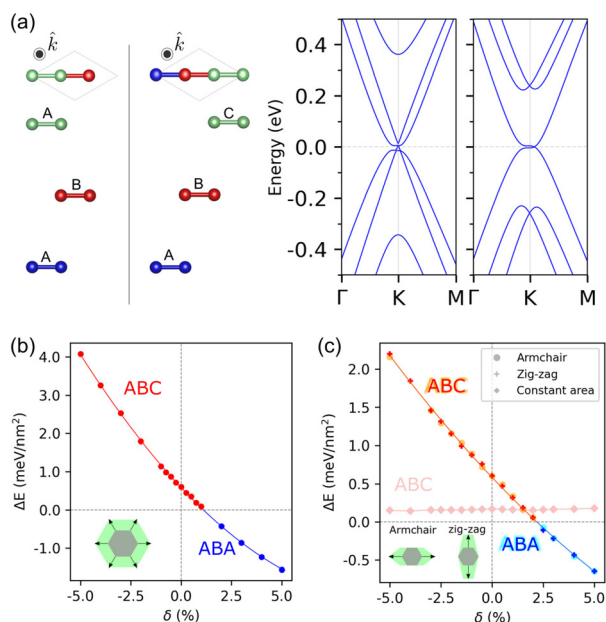 (a)
k̂
k̂
A
C
B
B
A
A
Energy (eV)
0.4
0.2
0.0
-0.2
-0.4
Γ K M Γ K M
(b)
ΔE (meV/nm²)
4.0
3.0
2.0
1.0
0.0
-1.0
ABC
ABA
-5.0 -2.5 0.0 2.5 5.0
δ (%)
(c)
ΔE (meV/nm²)
2.0
1.5
1.0
0.5
0.0
-0.5
ABC
Armchair
Zig-zag
Constant area
ABC
Armchair zig-zag
ABA
-5.0 -2.5 0.0 2.5 5.0
δ (%)